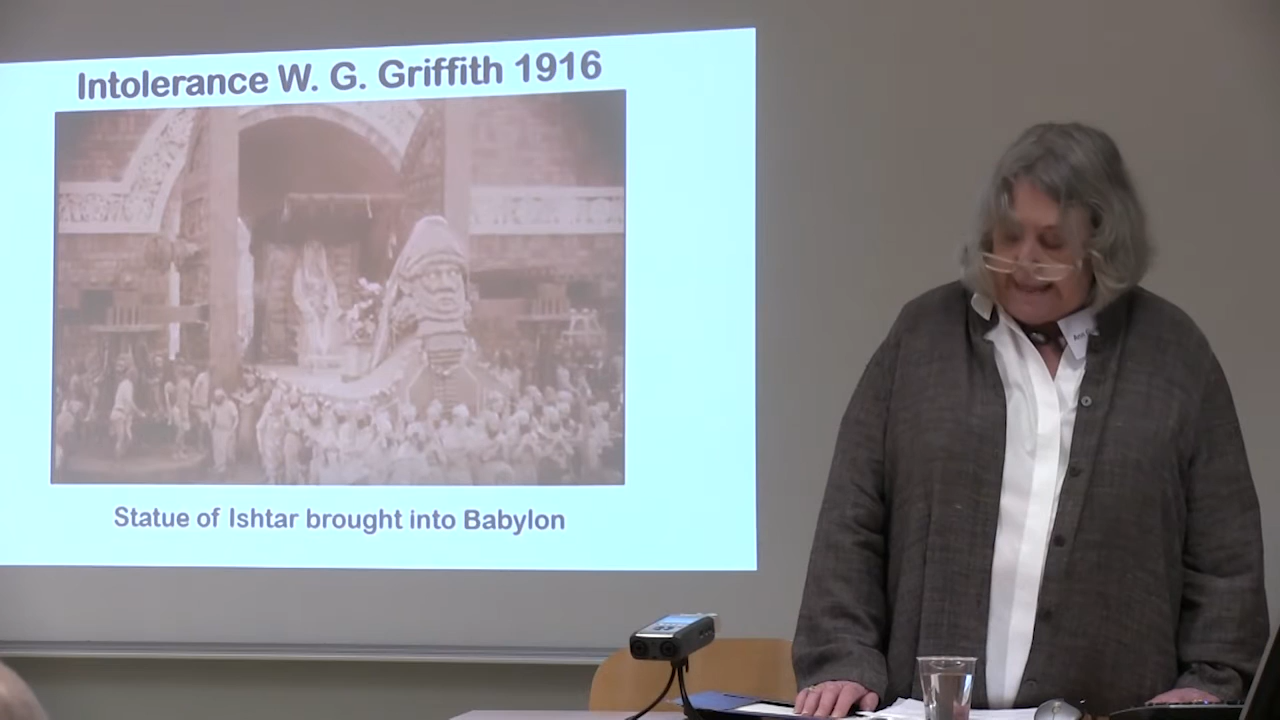 Intolerance W. G. Griffith 1916
Statue of Ishtar brought into Babylon